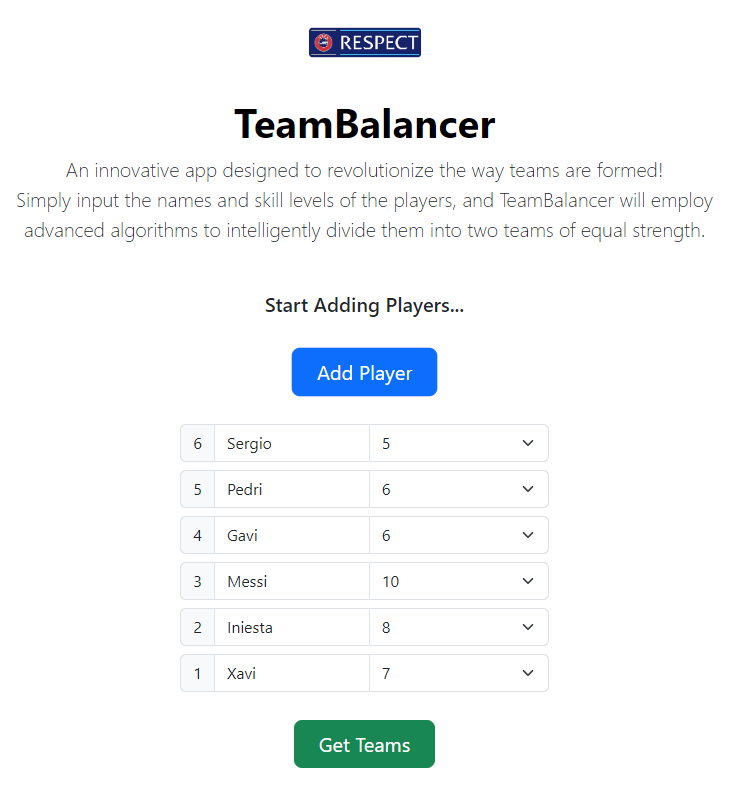 RESPECT
TeamBalancer
An innovative app designed to revolutionize the way teams are formed!
Simply input the names and skill levels of the players, and TeamBalancer will employ
advanced algorithms to intelligently divide them into two teams of equal strength.
Start Adding Players...
Add Player
6 Sergio 5
5 Pedri 6
4 Gavi 6
3 Messi 10
2 Iniesta 8
1 Xavi 7
Get Teams